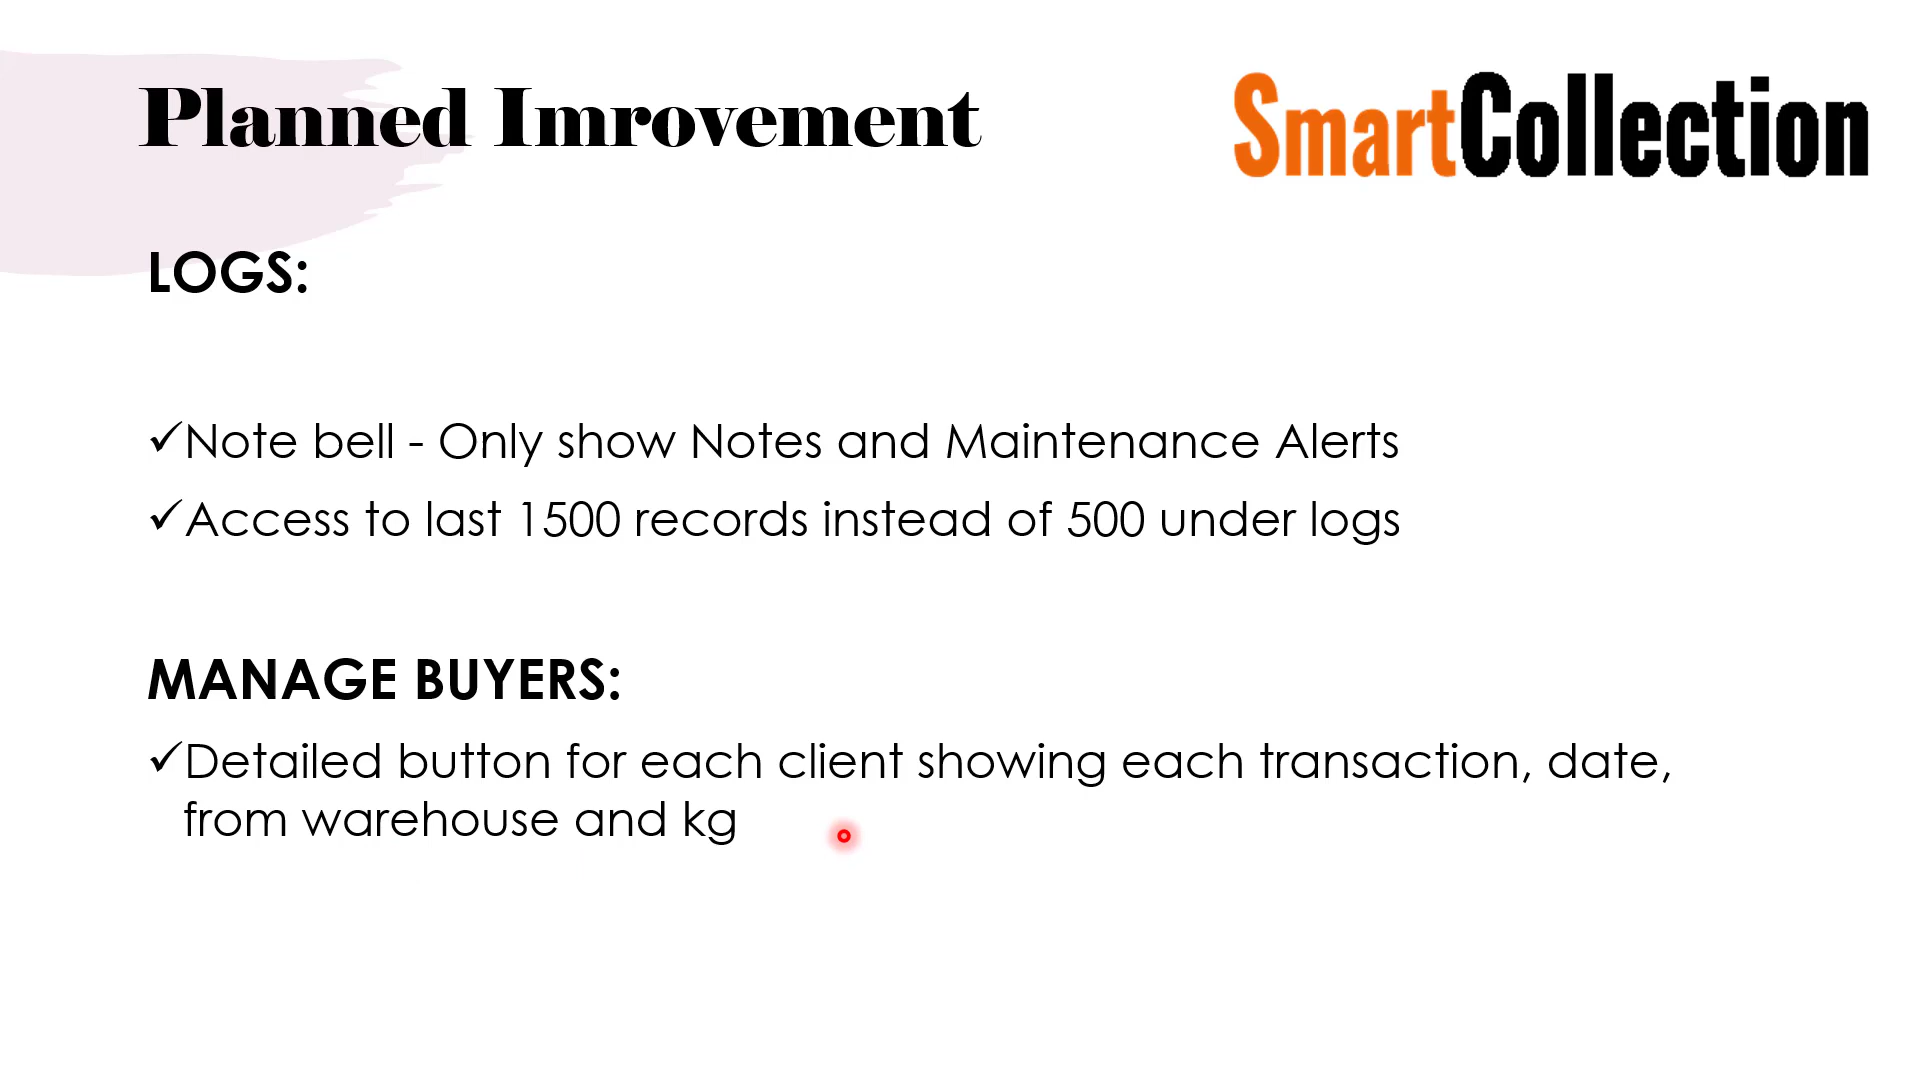 Planned Imrovement
SmartCollection
LOGS:
✓Note bell - Only show Notes and Maintenance Alerts
✓Access to last 1500 records instead of 500 under logs
MANAGE BUYERS:
✓Detailed button for each client showing each transaction, date,
from warehouse and kg